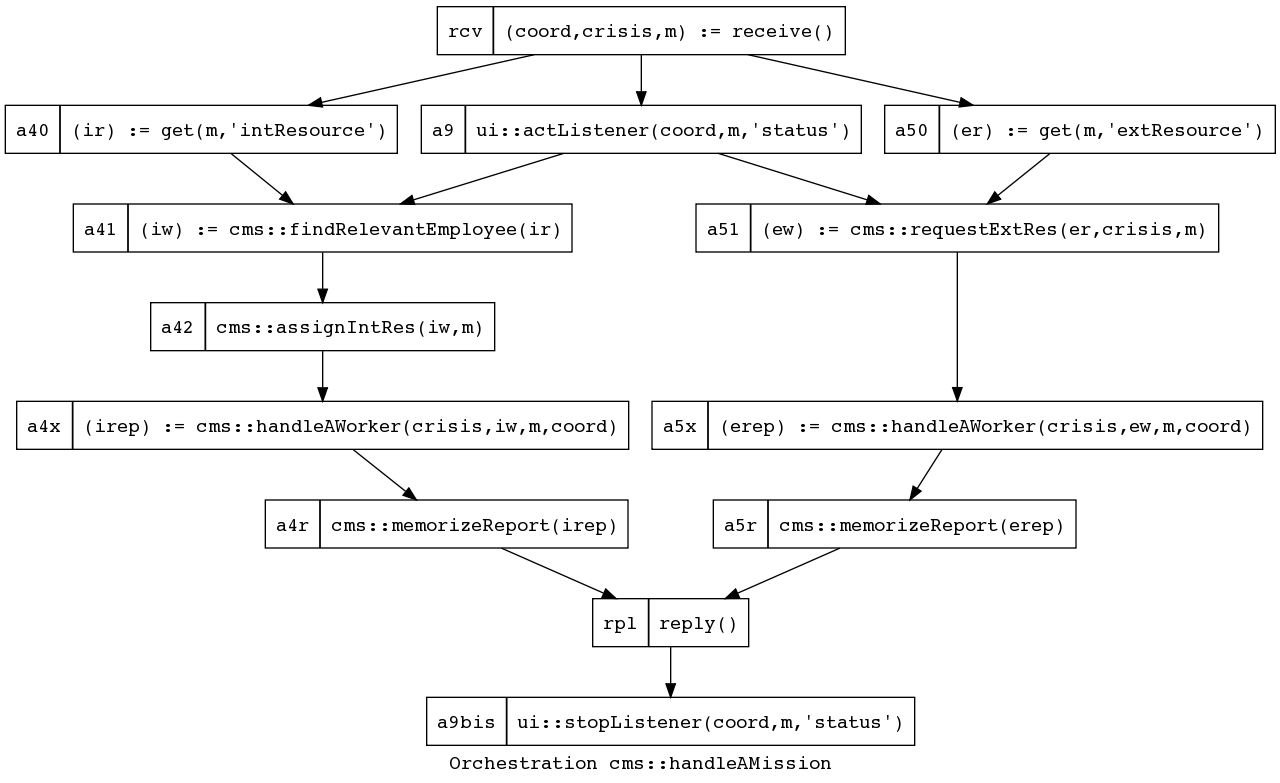 rcv (coord,crisis,m) := receive()
a40 (ir) := get(m,'intResource')
a9 ui::actListener(coord,m,'status')
a50 (er) := get(m,'extResource')
a41 (iw) := cms::findRelevantEmployee(ir)
a51 (ew) := cms::requestExtRes(er,crisis,m)
a42 cms::assignIntRes(iw,m)
a4x (irep) := cms::handleAWorker(crisis,iw,m,coord)
a5x (erep) := cms::handleAWorker(crisis,ew,m,coord)
a4r cms::memorizeReport(irep)
a5r cms::memorizeReport(erep)
rpl reply()
a9bis ui::stopListener(coord,m,'status')
Orchestration cms::handleAMission